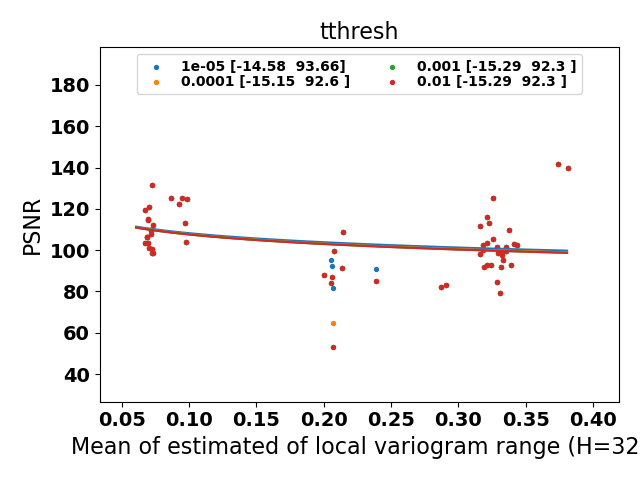 tthresh
1e-05 [-14.58  93.66]
0.0001 [-15.15  92.6 ]
0.001 [-15.29  92.3 ]
0.01 [-15.29  92.3 ]
PSNR
180
160
140
120
100
80
60
40
0.05 0.10 0.15 0.20 0.25 0.30 0.35 0.40
Mean of estimated of local variogram range (H=32